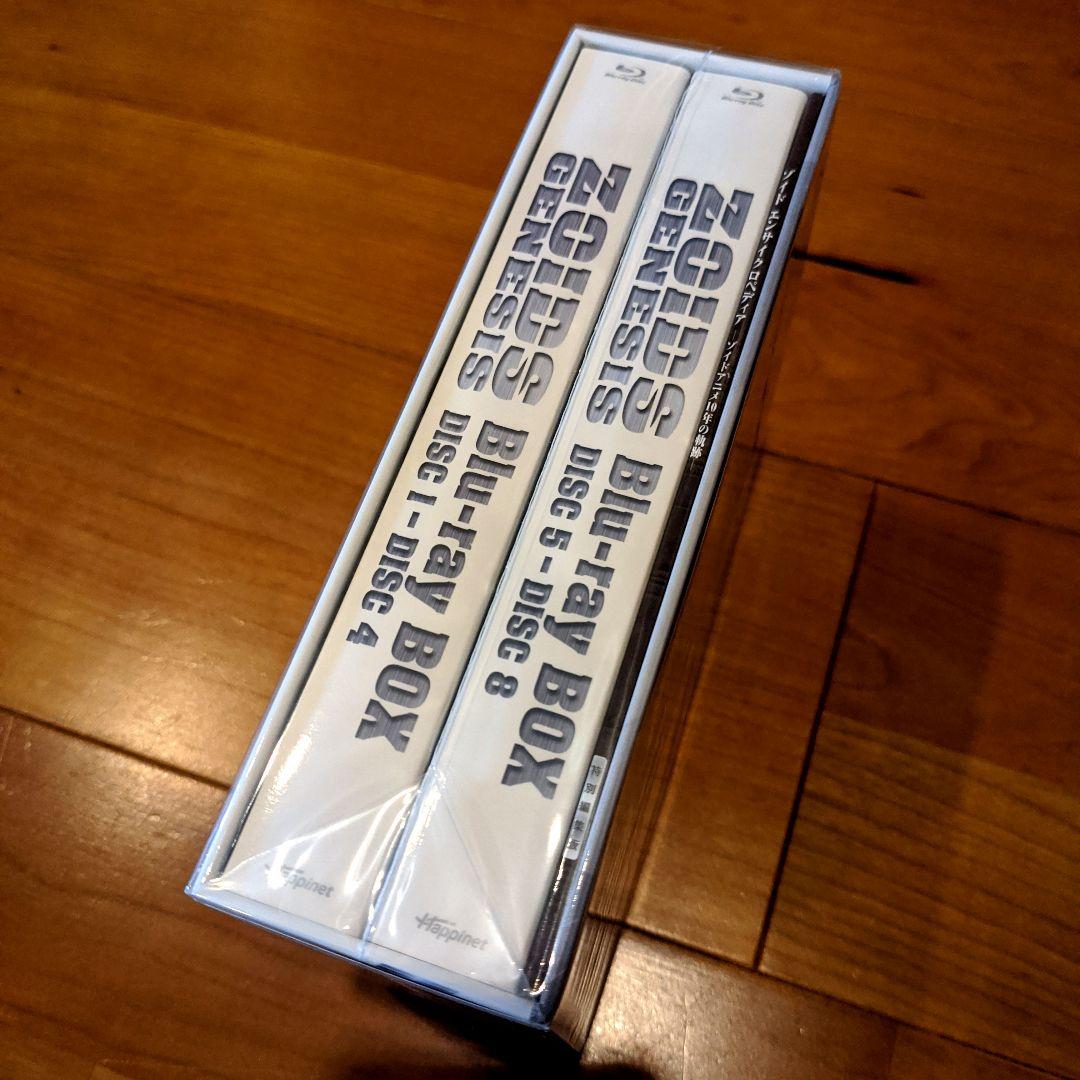 Blu-ray Disc
ZOIDS
GENESIS
Blu-ray BOX
DISC 1 - DISC 4
Happinet
Blu-ray Disc
ZOIDS
GENESIS
Blu-ray BOX
DISC 5 - DISC 8
Happinet
ゾイド エンサイクロペディア ─ゾイドアニメ10年の軌跡─
特別編集版